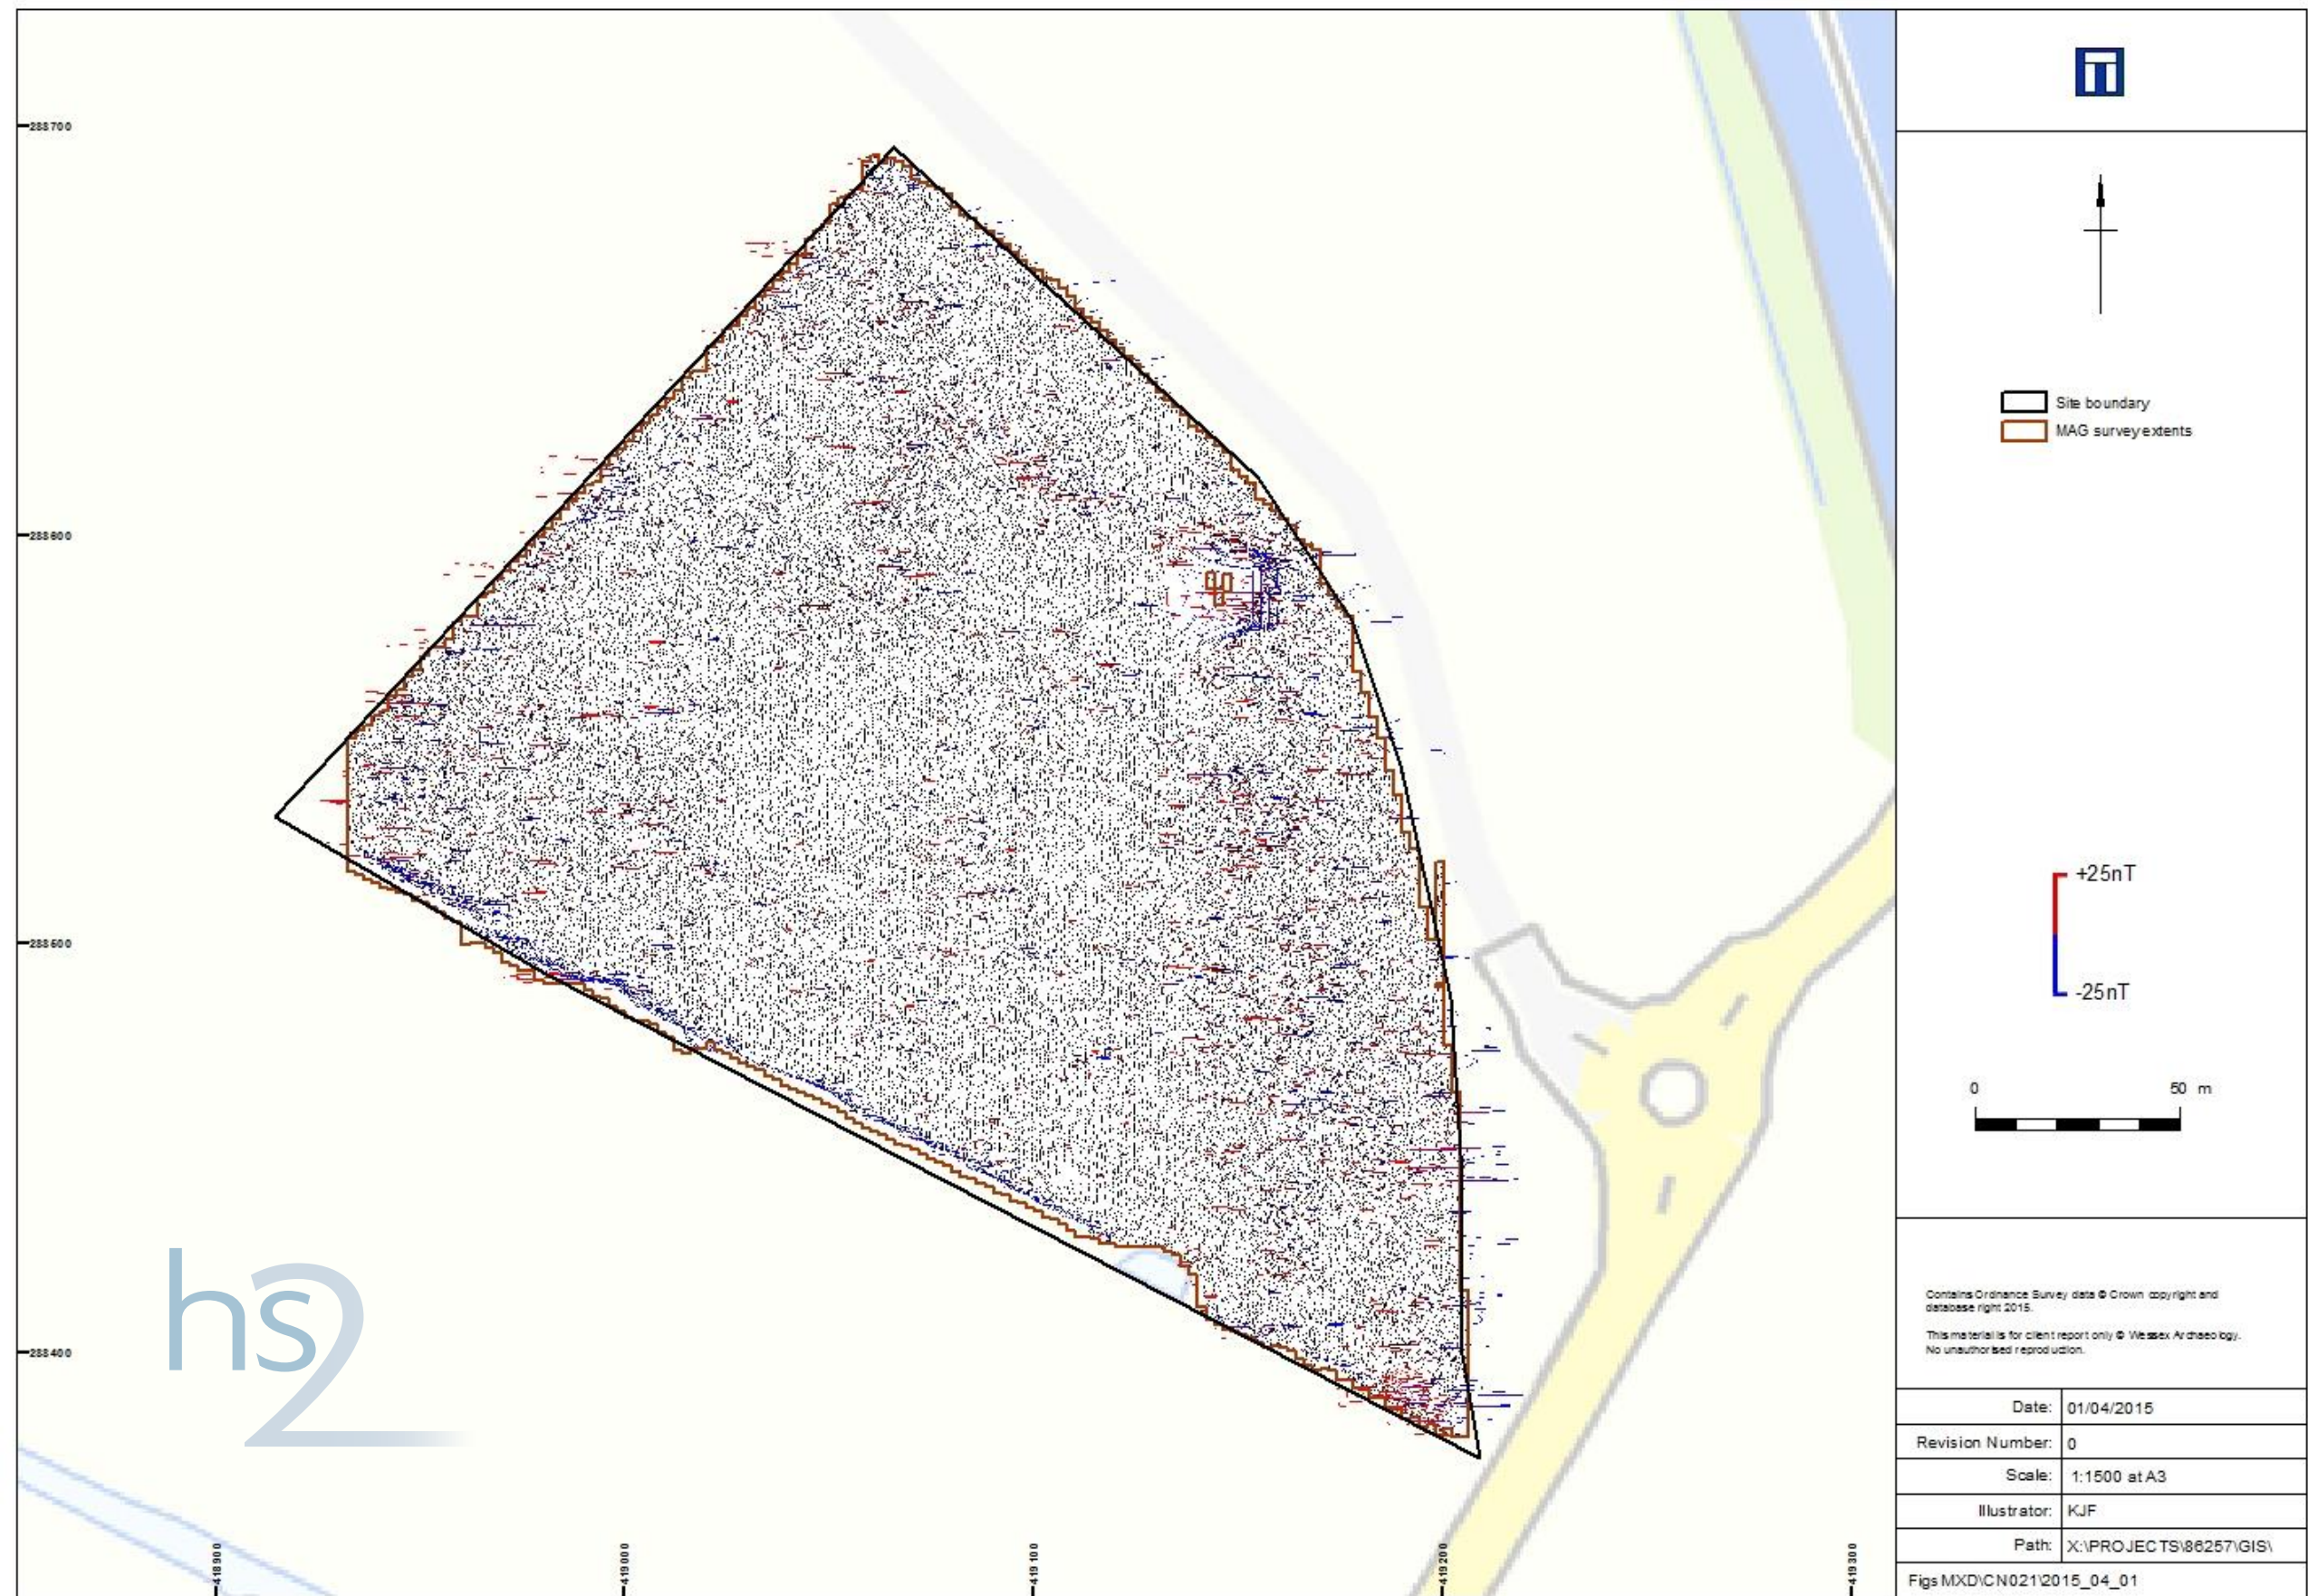 288700
288600
288500
288400
418900
419000
419100
419200
419300
hs2
Site boundary
MAG survey extents
+25nT
-25nT
0 50 m
Contains Ordnance Survey data © Crown copyright and
database right 2015.
This material is for client report only © Wessex Archaeology.
No unauthorised reproduction.
Date: 01/04/2015
Revision Number: 0
Scale: 1:1500 at A3
Illustrator: KJF
Path: X:\PROJECTS\86257\GIS\
Figs MXD\CN021\2015_04_01